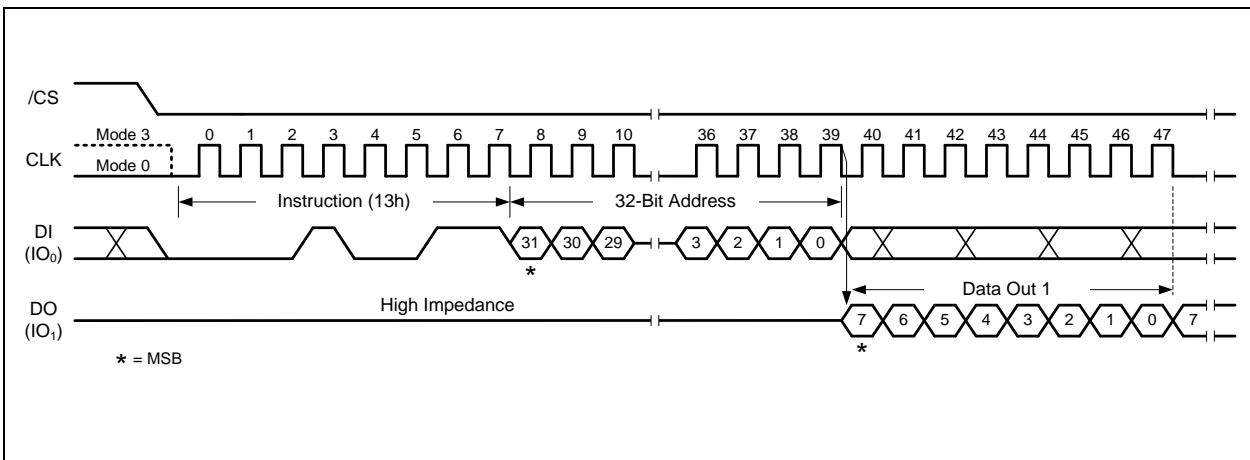 /CS
Mode 3
0 1 2 3 4 5 6 7 8 9 10 36 37 38 39 40 41 42 43 44 45 46 47
CLK
Mode 0
Instruction (13h) 32-Bit Address
DI
(IO₀)
31 30 29 3 2 1 0
*
Data Out 1
High Impedance
DO
(IO₁)
7 6 5 4 3 2 1 0 7
*
* = MSB